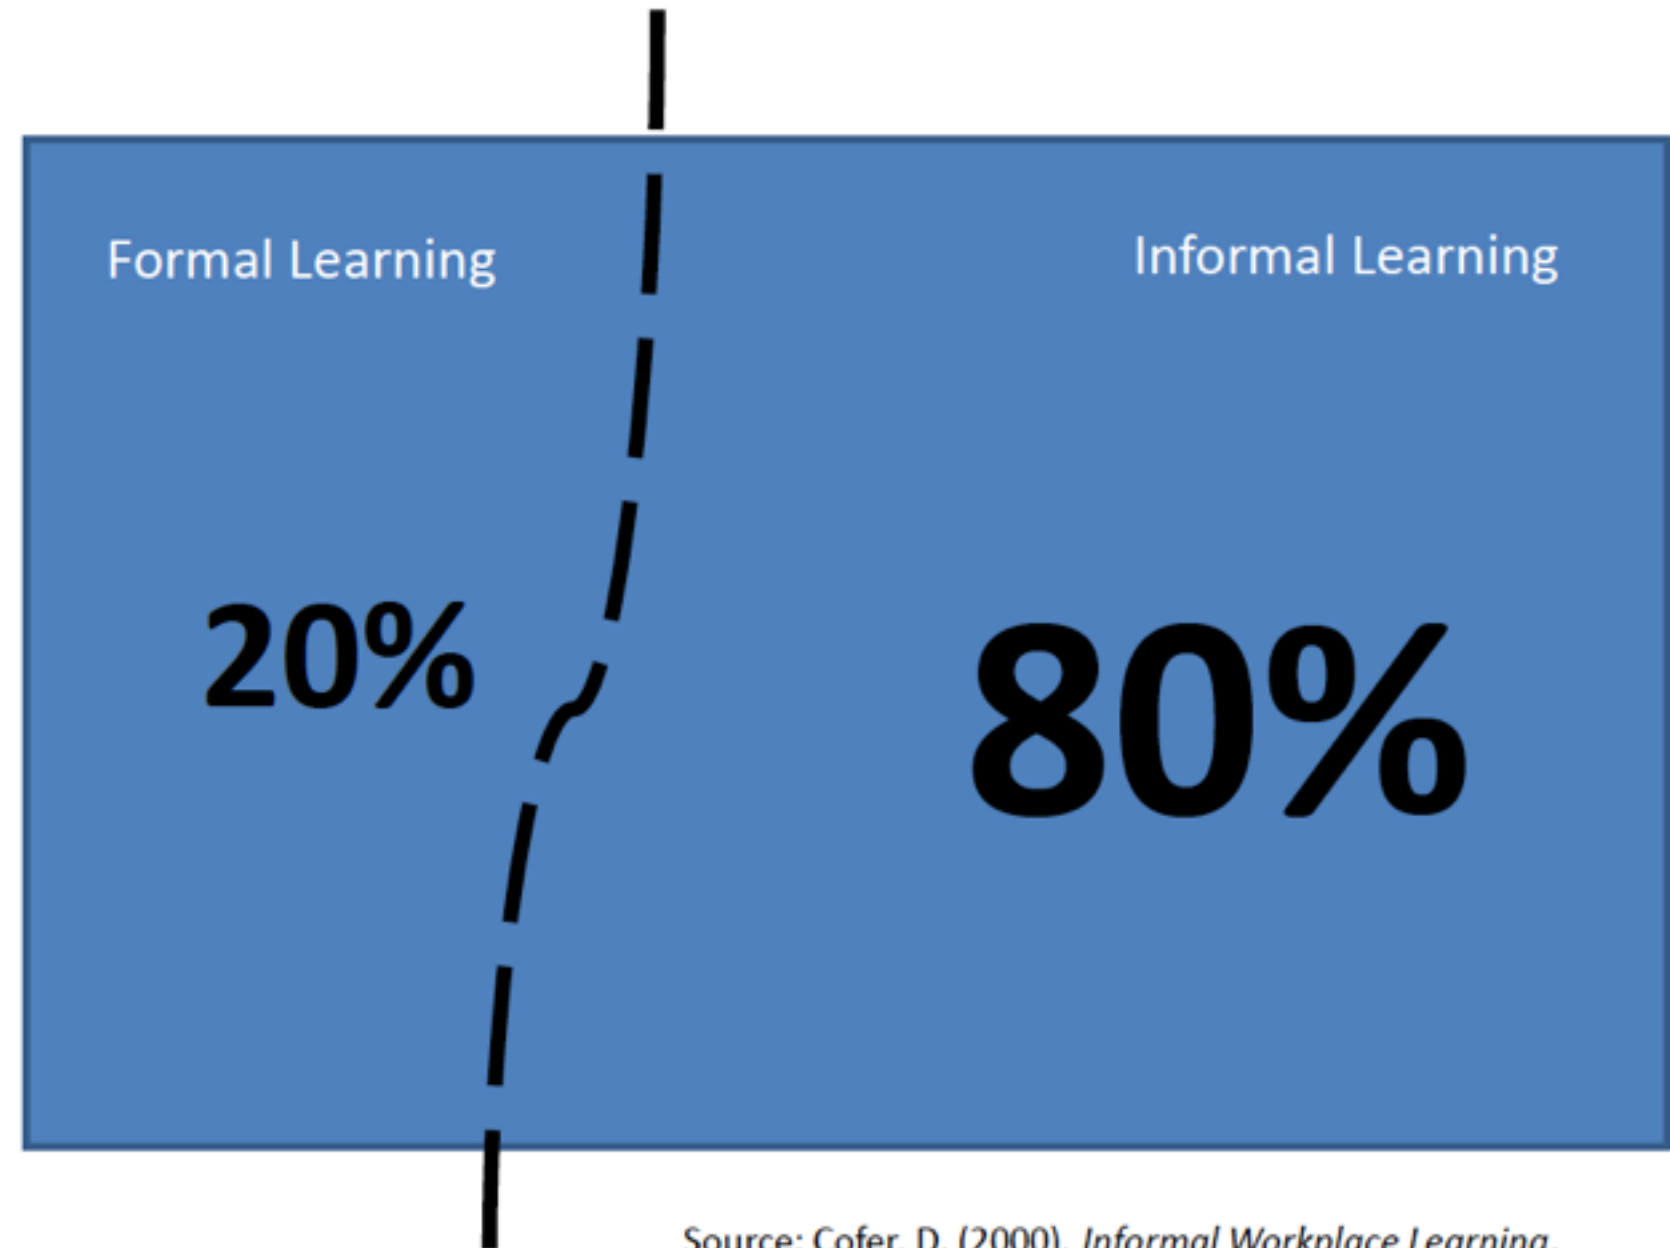 Formal Learning
Informal Learning
20%
80%
Source: Cofer, D. (2000). Informal Workplace Learning.